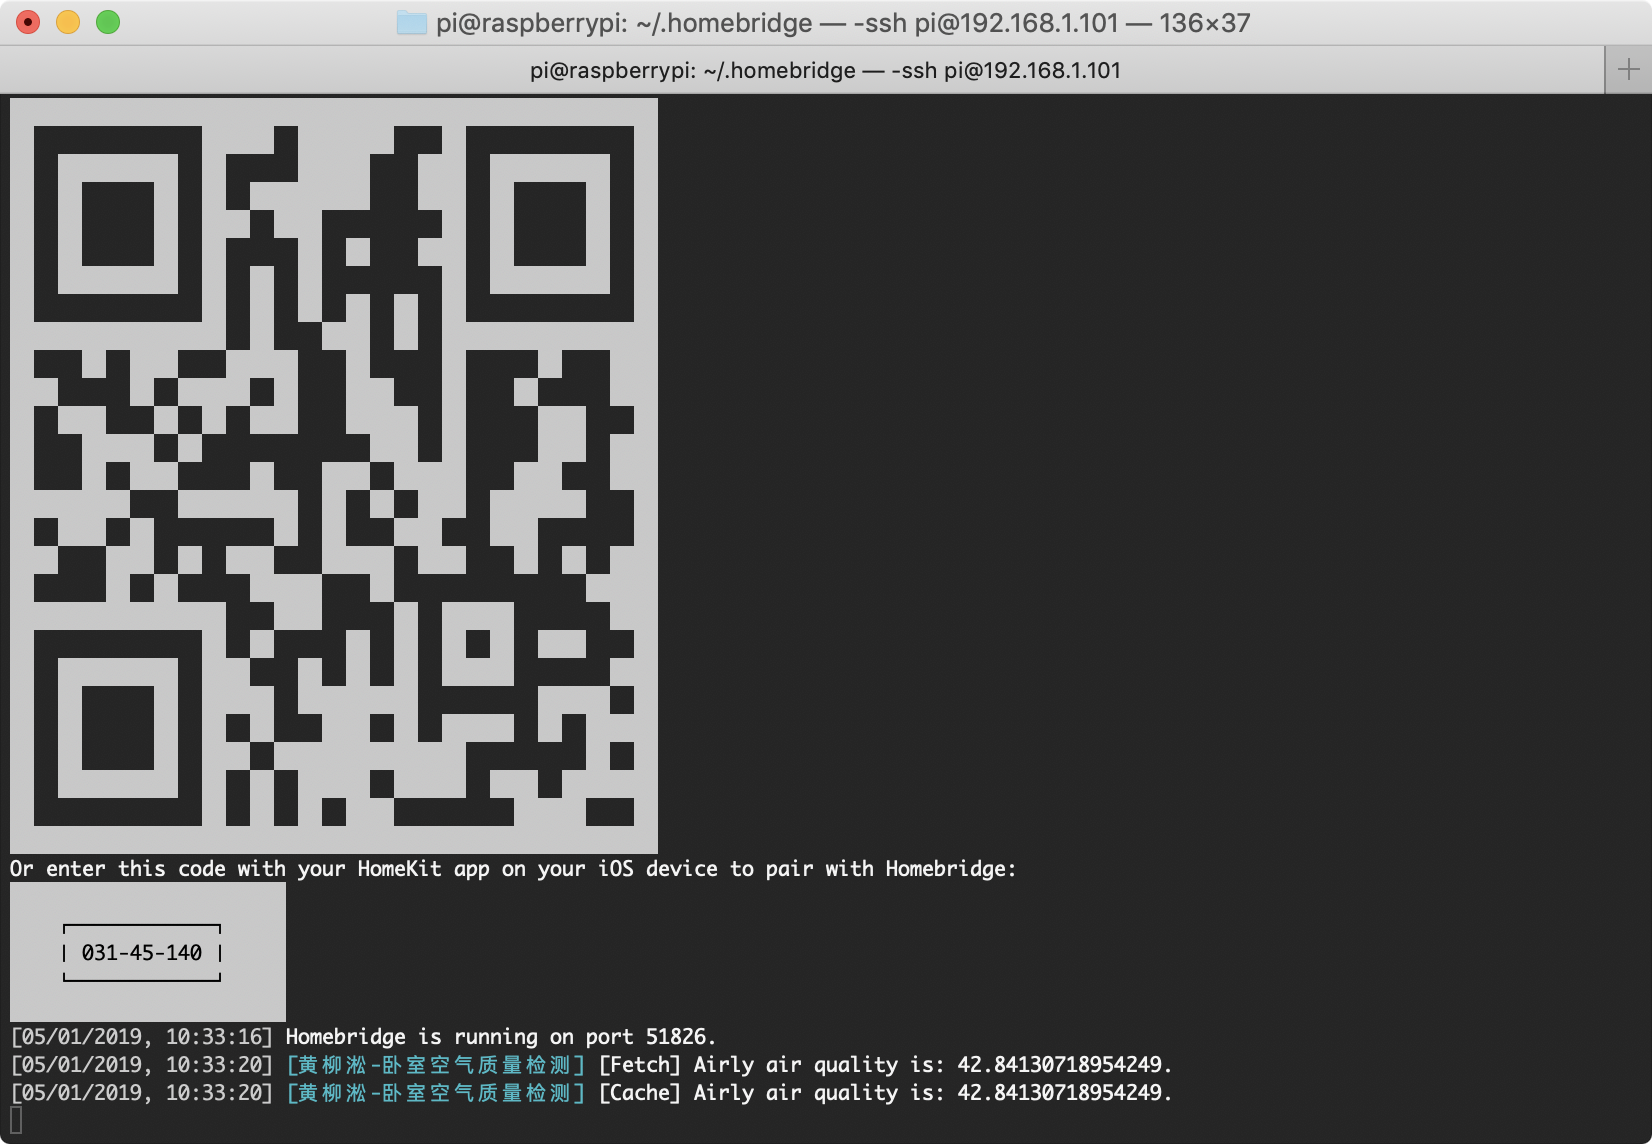 pi@raspberrypi: ~/.homebridge — -ssh pi@192.168.1.101 — 136×37
pi@raspberrypi: ~/.homebridge — -ssh pi@192.168.1.101
Or enter this code with your HomeKit app on your iOS device to pair with Homebridge:
031-45-140
[05/01/2019, 10:33:16] Homebridge is running on port 51826.
[05/01/2019, 10:33:20] [黄柳淞-卧室空气质量检测] [Fetch] Airly air quality is: 42.84130718954249.
[05/01/2019, 10:33:20] [黄柳淞-卧室空气质量检测] [Cache] Airly air quality is: 42.84130718954249.